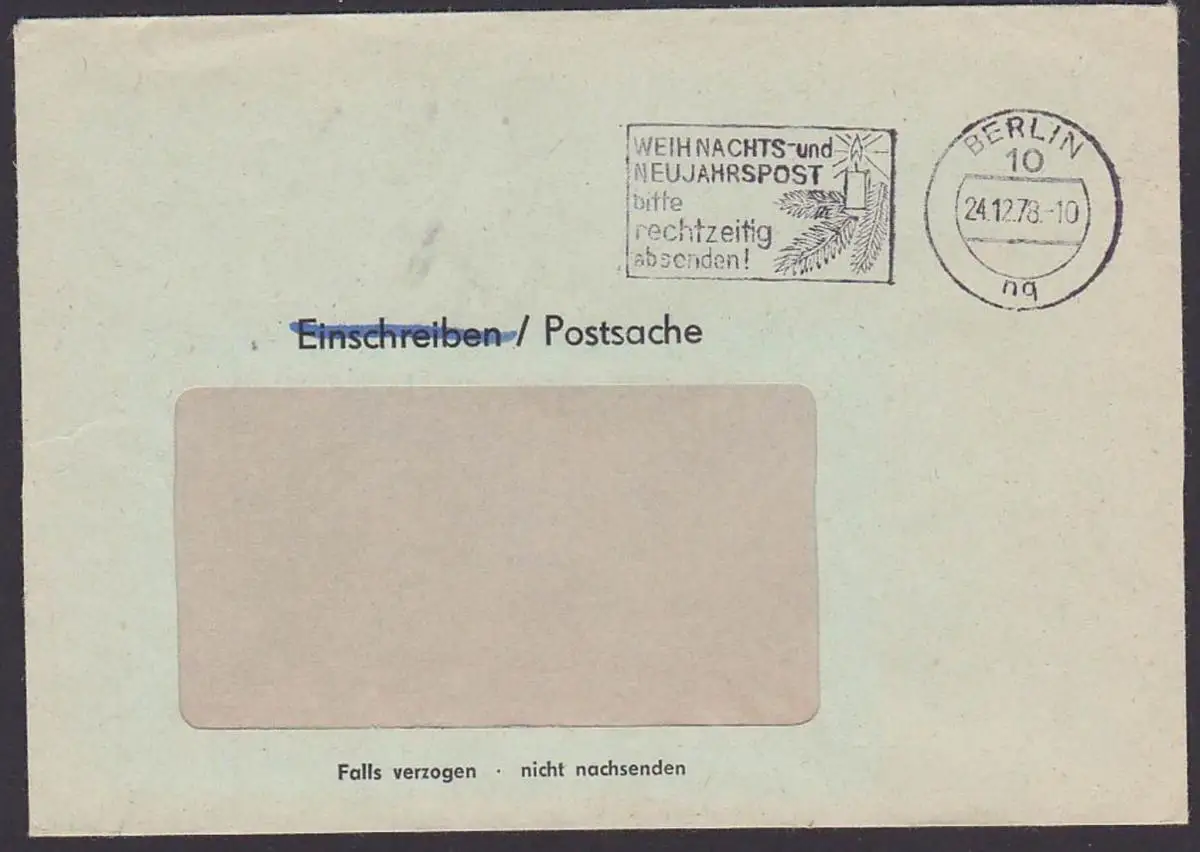 WEIHNACHTS- und
NEUJAHRSPOST
bitte
rechtzeitig
absenden!
BERLIN
10
24.12.78.-10
nq
Einschreiben / Postsache
Falls verzogen · nicht nachsenden